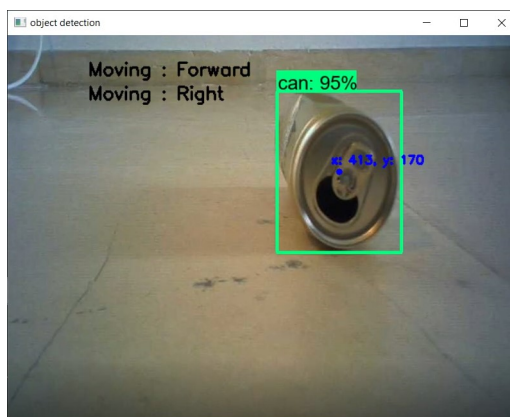 object detection
Moving : Forward
can: 95%
Moving : Right
x: 413, y: 170